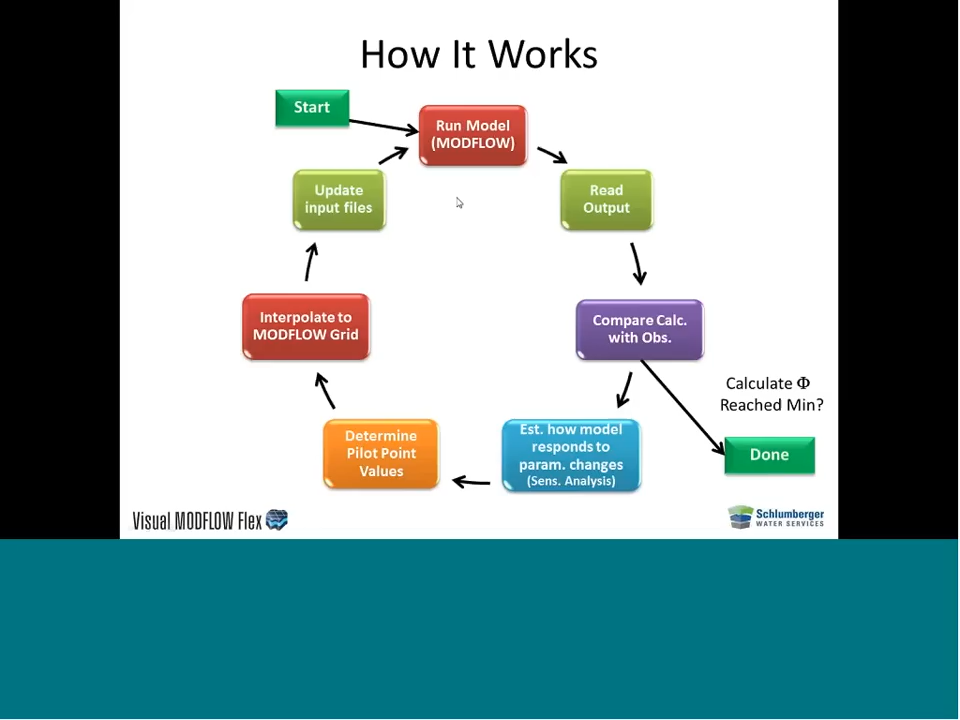 How It Works
Start
Run Model
(MODFLOW)
Update
input files
Read
Output
Interpolate to
MODFLOW Grid
Compare Calc.
with Obs.
Calculate Φ
Reached Min?
Determine
Pilot Point
Values
Est. how model
responds to
param. changes
(Sens. Analysis)
Done
Visual MODFLOW Flex
Schlumberger
WATER SERVICES